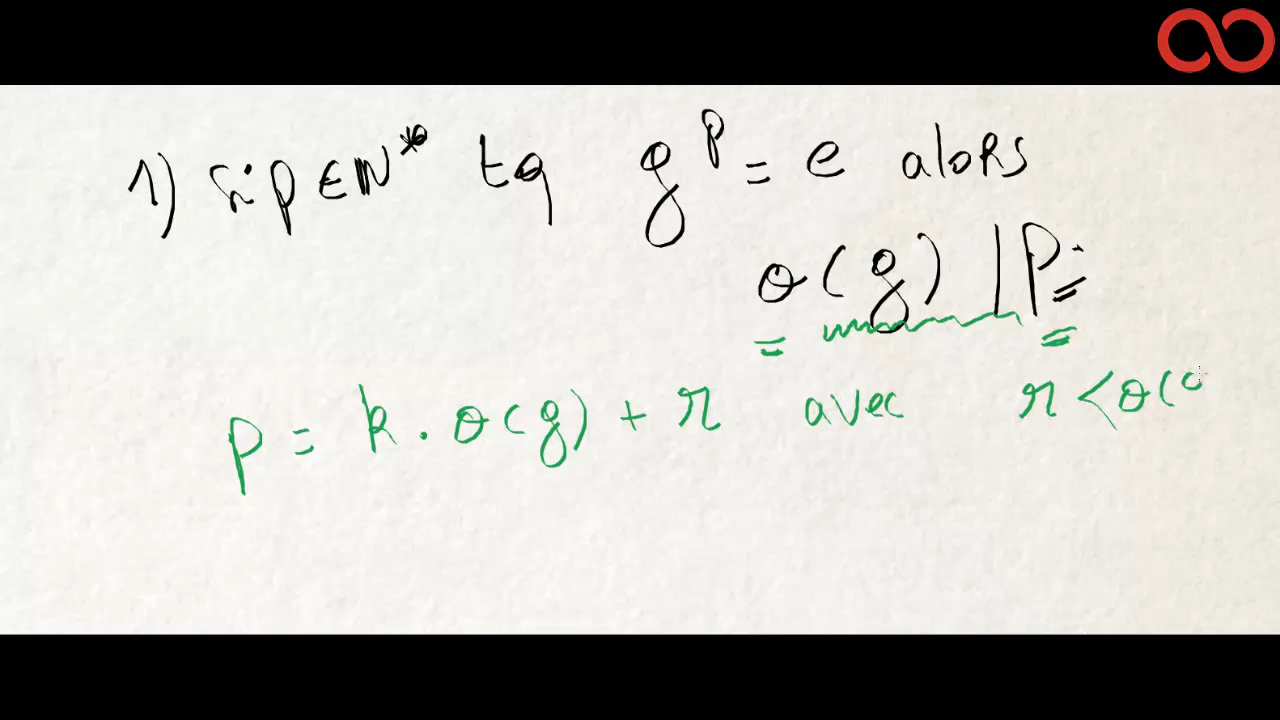 1) Si p ∈ ℕ* tq g^p = e alors
θ(g) | p.
p = k . θ(g) + r avec r < θ(